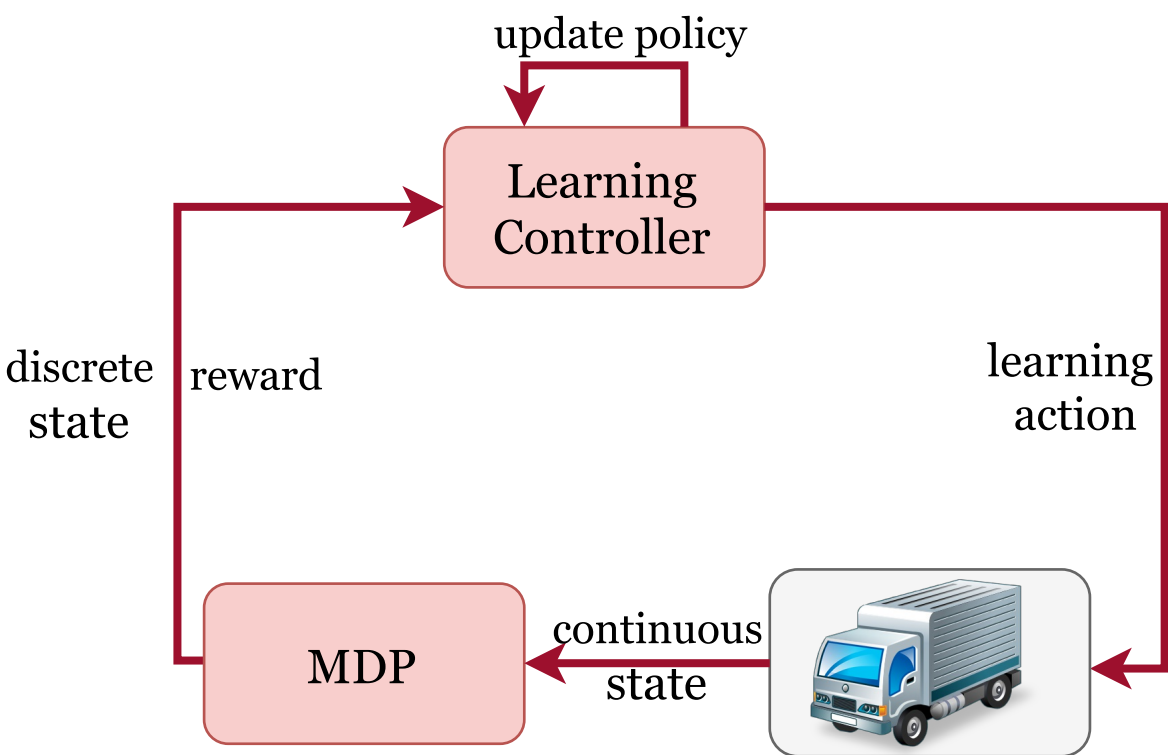 update policy
Learning
Controller
discrete
state
reward
learning
action
MDP
continuous
state